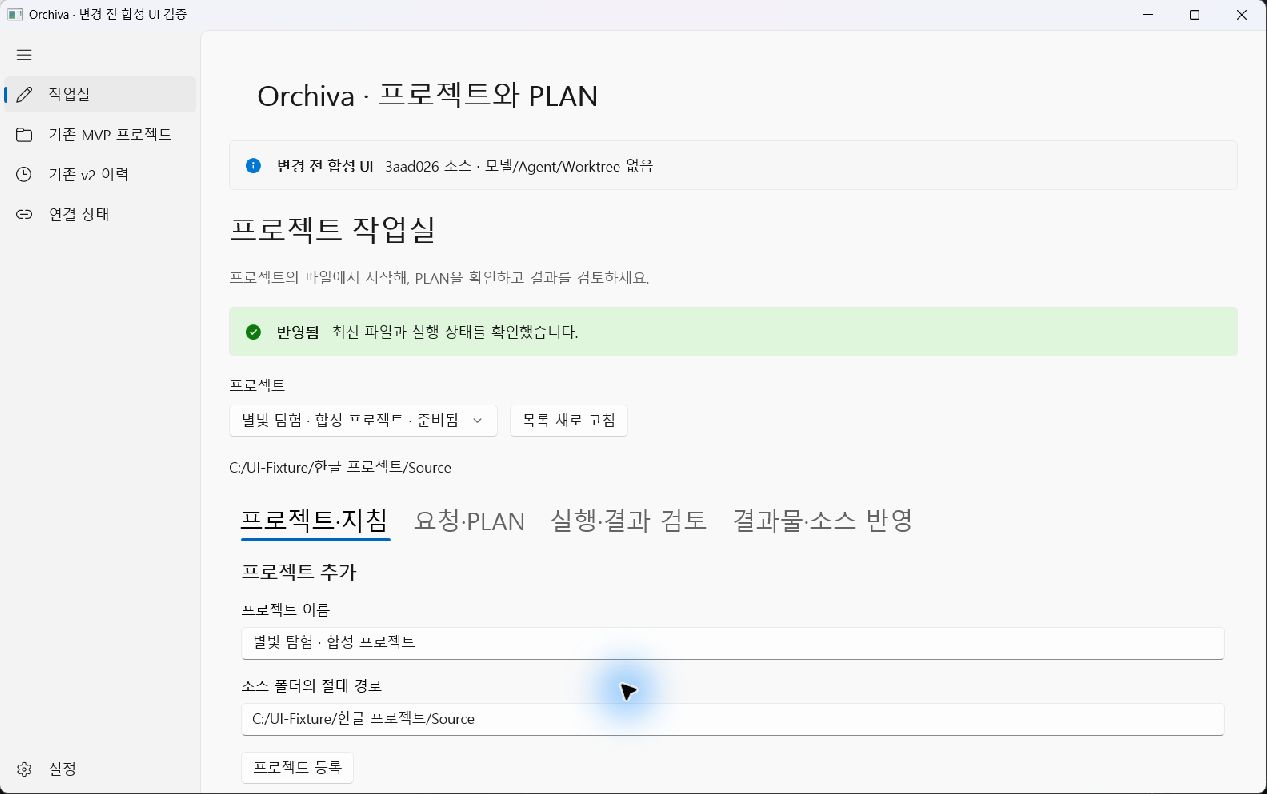 Orchiva · 변경 전 합성 UI 검증
작업실
기존 MVP 프로젝트
기존 v2 이력
연결 상태
설정
Orchiva · 프로젝트와 PLAN
변경 전 합성 UI 3aad026 소스 · 모델/Agent/Worktree 없음
프로젝트 작업실
프로젝트의 파일에서 시작해, PLAN을 확인하고 결과를 검토하세요.
반영됨 최신 파일과 실행 상태를 확인했습니다.
프로젝트
별빛 탐험 · 합성 프로젝트 · 준비됨
목록 새로 고침
C:/UI-Fixture/한글 프로젝트/Source
프로젝트·지침 요청·PLAN 실행·결과 검토 결과물·소스 반영
프로젝트 추가
프로젝트 이름
별빛 탐험 · 합성 프로젝트
소스 폴더의 절대 경로
C:/UI-Fixture/한글 프로젝트/Source
프로젝트 등록